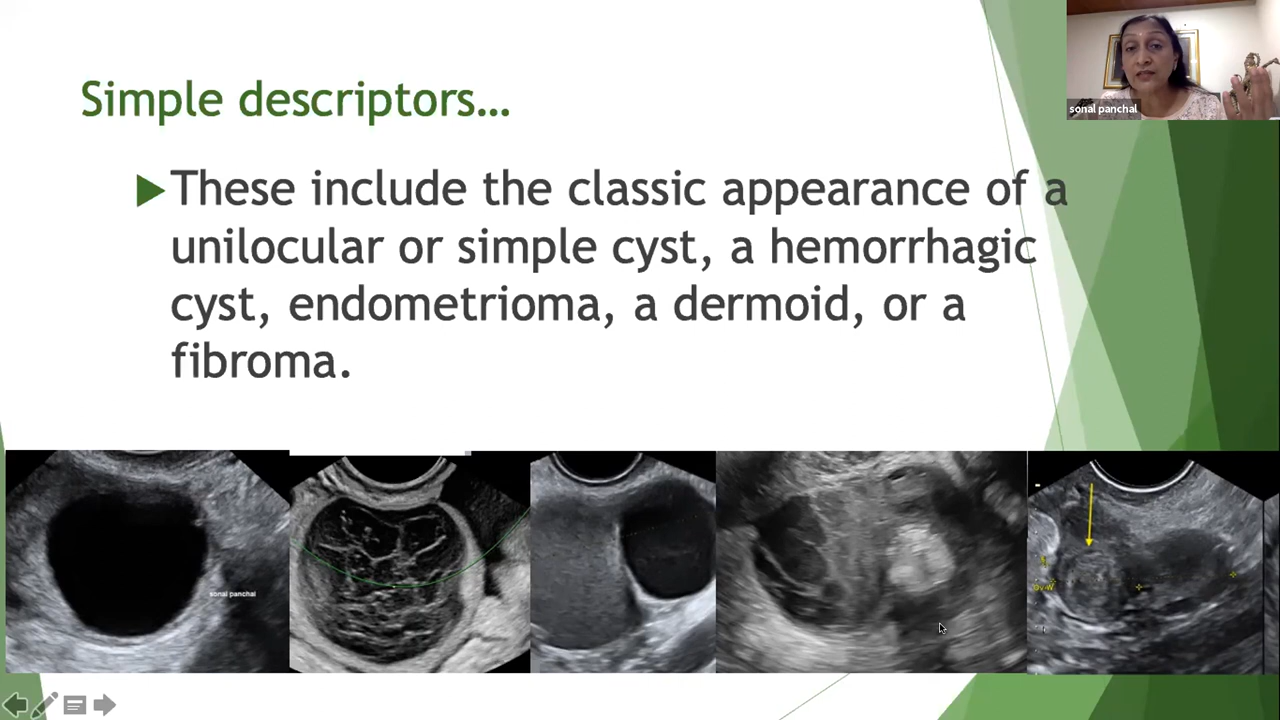 Simple descriptors…
sonal panchal
These include the classic appearance of a
unilocular or simple cyst, a hemorrhagic
cyst, endometrioma, a dermoid, or a
fibroma.
sonal panchal